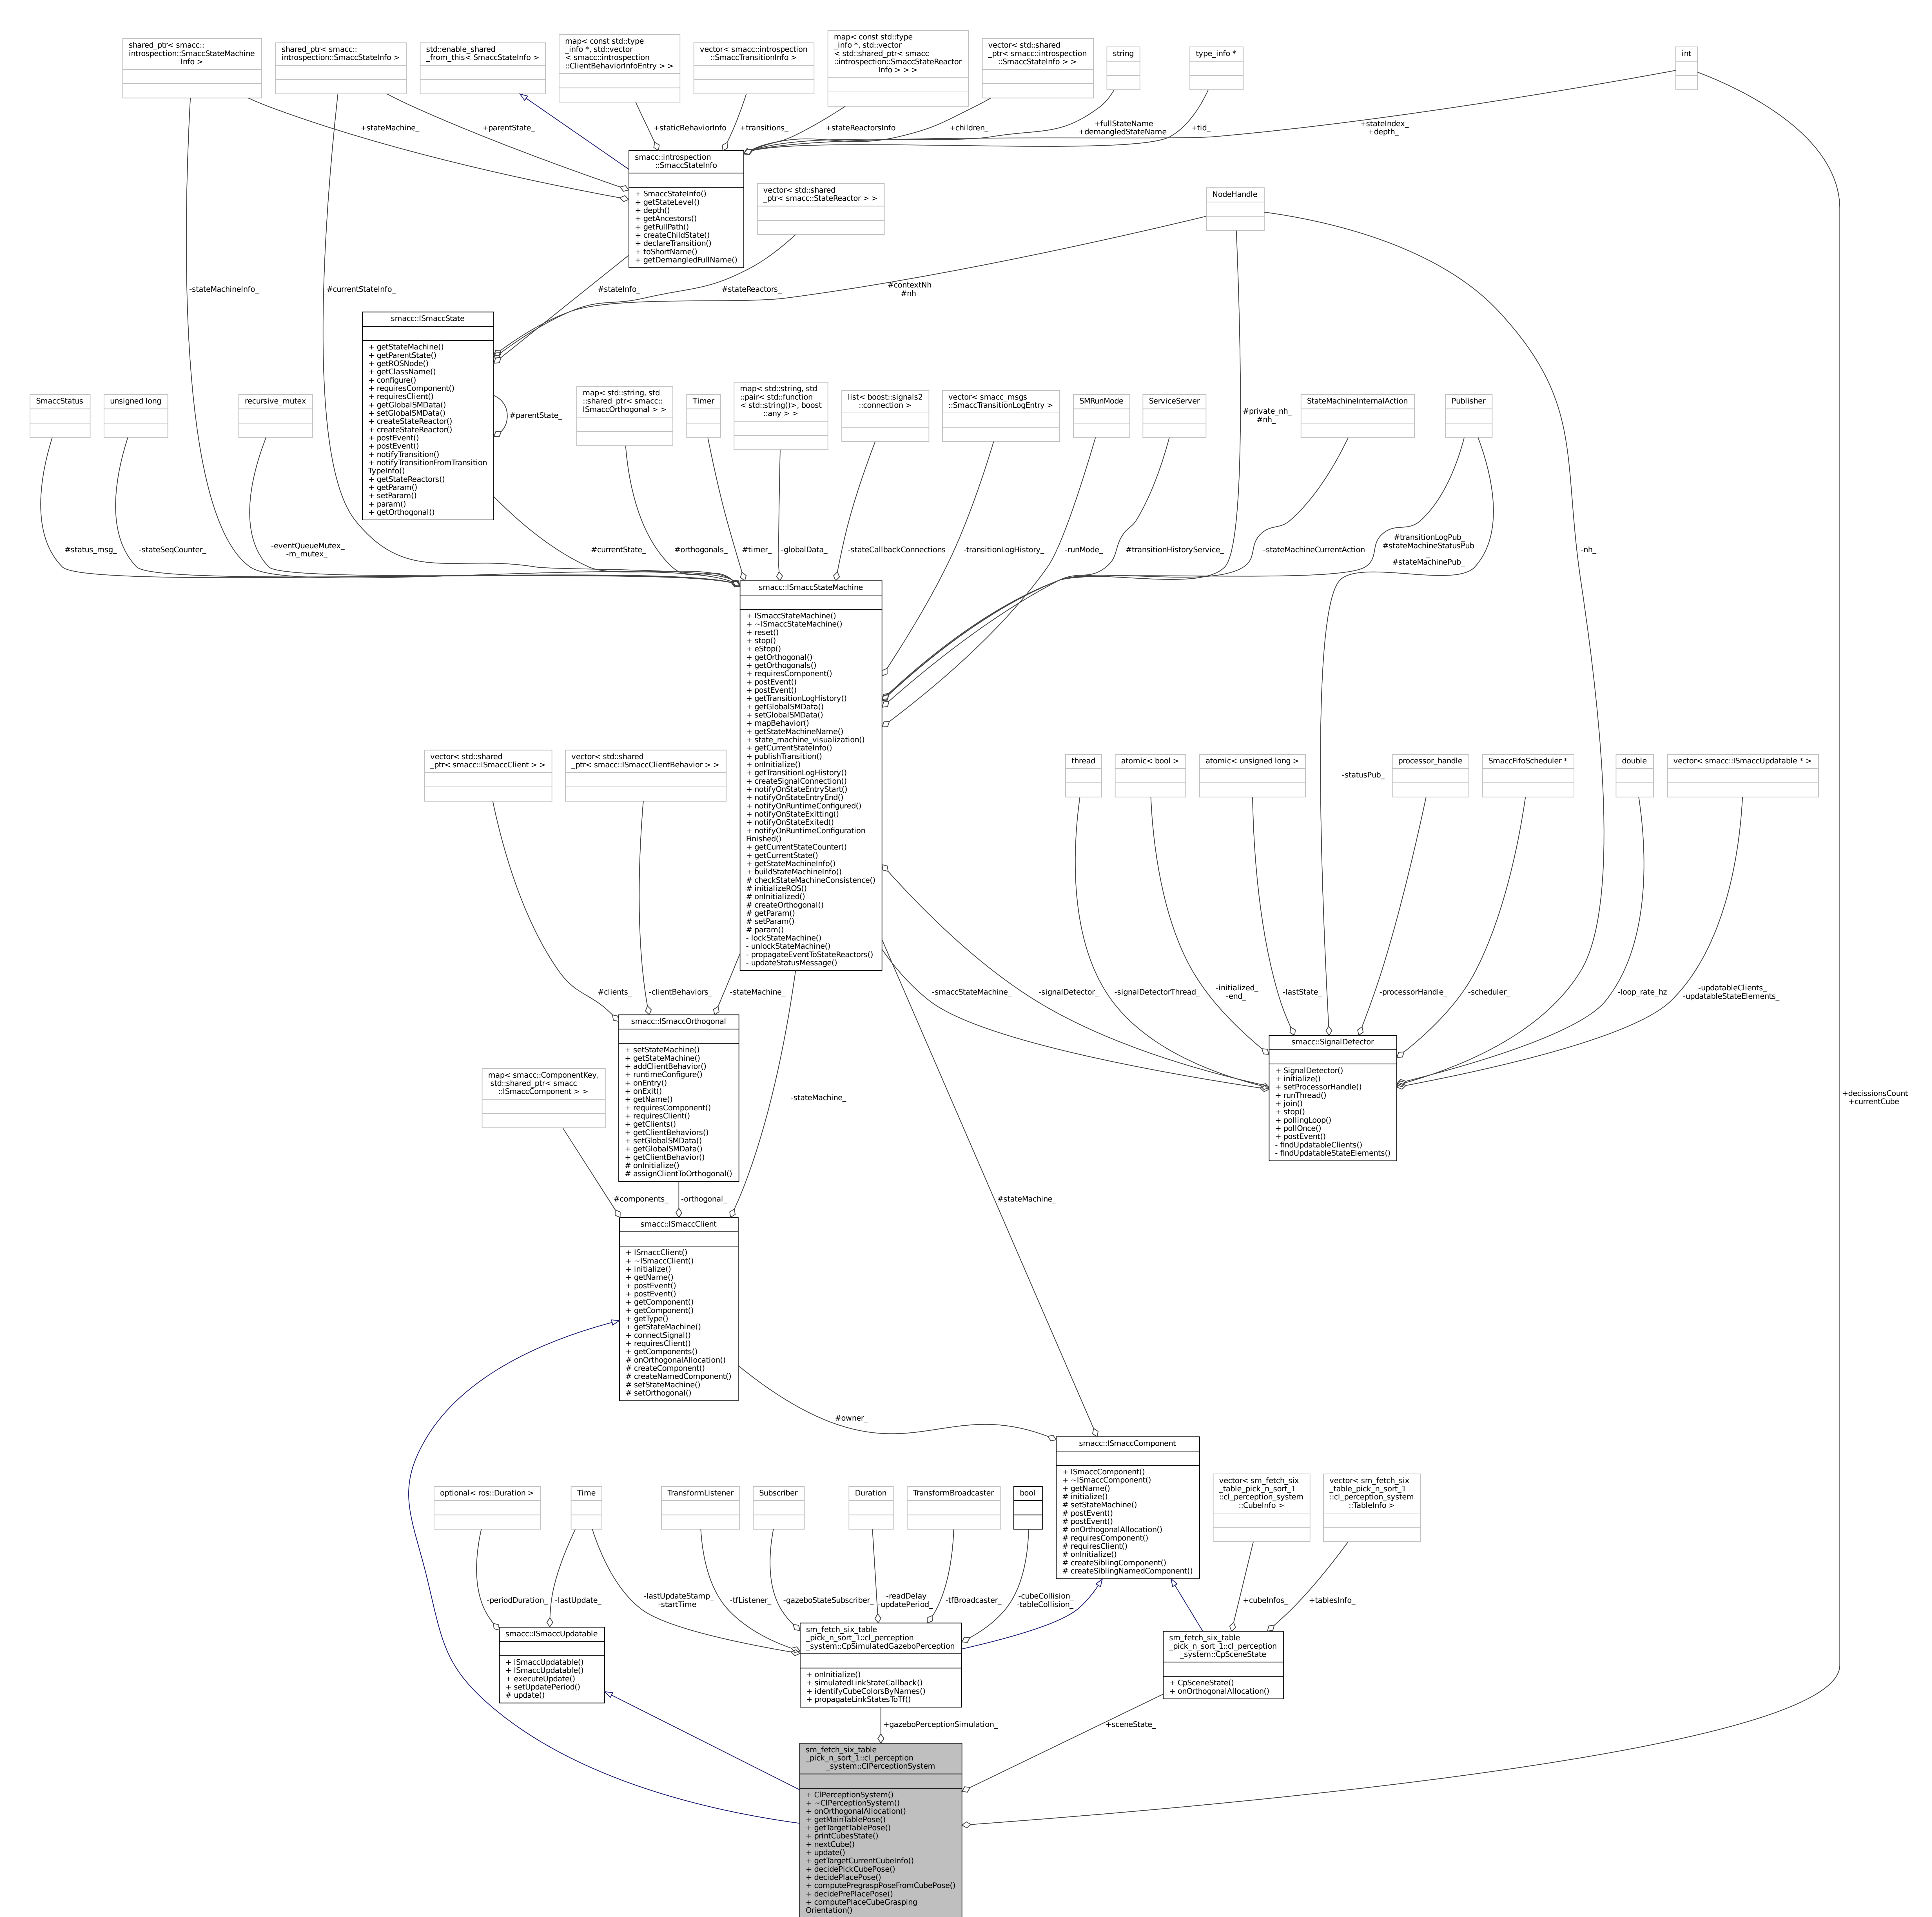 shared_ptr< smacc::
introspection::SmaccStateMachine
Info >
shared_ptr< smacc::
introspection::SmaccStateInfo >
std::enable_shared
_from_this< SmaccStateInfo >
map< const std::type
_info *, std::vector
< smacc::introspection
::ClientBehaviorInfoEntry > >
vector< smacc::introspection
::SmaccTransitionInfo >
map< const std::type
_info *, std::vector
< std::shared_ptr< smacc
::introspection::SmaccStateReactor
Info > > >
vector< std::shared
_ptr< smacc::introspection
::SmaccStateInfo > >
string
type_info *
int
+stateMachine_
+parentState_
+staticBehaviorInfo
+transitions_
+stateReactorsInfo
+children_
+fullStateName
+demangledStateName
+tid_
+stateIndex_
+depth_
smacc::introspection
::SmaccStateInfo
+ SmaccStateInfo()
+ getStateLevel()
+ depth()
+ getAncestors()
+ getFullPath()
+ createChildState()
+ declareTransition()
+ toShortName()
+ getDemangledFullName()
vector< std::shared
_ptr< smacc::StateReactor > >
NodeHandle
-stateMachineInfo_
#currentStateInfo_
#stateInfo_
#stateReactors_
#contextNh
#nh
smacc::ISmaccState
+ getStateMachine()
+ getParentState()
+ getROSNode()
+ getClassName()
+ configure()
+ requiresComponent()
+ requiresClient()
+ getGlobalSMData()
+ setGlobalSMData()
+ createStateReactor()
+ createStateReactor()
+ postEvent()
+ postEvent()
+ notifyTransition()
+ notifyTransitionFromTransition
TypeInfo()
+ getStateReactors()
+ getParam()
+ setParam()
+ param()
+ getOrthogonal()
#parentState_
SmaccStatus
unsigned long
recursive_mutex
map< std::string, std
::shared_ptr< smacc::
ISmaccOrthogonal > >
Timer
map< std::string, std
::pair< std::function
< std::string()>, boost
::any > >
list< boost::signals2
::connection >
vector< smacc_msgs
::SmaccTransitionLogEntry >
SMRunMode
ServiceServer
#private_nh_
#nh_
StateMachineInternalAction
Publisher
#status_msg_
-stateSeqCounter_
-eventQueueMutex_
-m_mutex_
#currentState_
#orthogonals_
#timer_
-globalData_
-stateCallbackConnections
-transitionLogHistory_
-runMode_
#transitionHistoryService_
-stateMachineCurrentAction
#transitionLogPub_
#stateMachineStatusPub
_
#stateMachinePub_
-nh_
smacc::ISmaccStateMachine
+ ISmaccStateMachine()
+ ~ISmaccStateMachine()
+ reset()
+ stop()
+ eStop()
+ getOrthogonal()
+ getOrthogonals()
+ requiresComponent()
+ postEvent()
+ postEvent()
+ getTransitionLogHistory()
+ getGlobalSMData()
+ setGlobalSMData()
+ mapBehavior()
+ getStateMachineName()
+ state_machine_visualization()
+ getCurrentStateInfo()
+ publishTransition()
+ onInitialize()
+ getTransitionLogHistory()
+ createSignalConnection()
+ notifyOnStateEntryStart()
+ notifyOnStateEntryEnd()
+ notifyOnRuntimeConfigured()
+ notifyOnStateExitting()
+ notifyOnStateExited()
+ notifyOnRuntimeConfiguration
Finished()
+ getCurrentStateCounter()
+ getCurrentState()
+ getStateMachineInfo()
+ buildStateMachineInfo()
# checkStateMachineConsistence()
# initializeROS()
# onInitialized()
# createOrthogonal()
# getParam()
# setParam()
# param()
- lockStateMachine()
- unlockStateMachine()
- propagateEventToStateReactors()
- updateStatusMessage()
vector< std::shared
_ptr< smacc::ISmaccClient > >
vector< std::shared
_ptr< smacc::ISmaccClientBehavior > >
thread
atomic< bool >
atomic< unsigned long >
-statusPub_
processor_handle
SmaccFifoScheduler *
double
vector< smacc::ISmaccUpdatable * >
#clients_
-clientBehaviors_
-stateMachine_
-smaccStateMachine_
-signalDetector_
-signalDetectorThread_
-initialized_
-end_
-lastState_
-processorHandle_
-scheduler_
-loop_rate_hz
-updatableClients_
-updatableStateElements_
smacc::ISmaccOrthogonal
+ setStateMachine()
+ getStateMachine()
+ addClientBehavior()
+ runtimeConfigure()
+ onEntry()
+ onExit()
+ getName()
+ requiresComponent()
+ requiresClient()
+ getClients()
+ getClientBehaviors()
+ setGlobalSMData()
+ getGlobalSMData()
+ getClientBehavior()
# onInitialize()
# assignClientToOrthogonal()
smacc::SignalDetector
+ SignalDetector()
+ initialize()
+ setProcessorHandle()
+ runThread()
+ join()
+ stop()
+ pollingLoop()
+ pollOnce()
+ postEvent()
- findUpdatableClients()
- findUpdatableStateElements()
map< smacc::ComponentKey,
std::shared_ptr< smacc
::ISmaccComponent > >
-stateMachine_
+decissionsCount
+currentCube
#components_
-orthogonal_
#stateMachine_
smacc::ISmaccClient
+ ISmaccClient()
+ ~ISmaccClient()
+ initialize()
+ getName()
+ postEvent()
+ postEvent()
+ getComponent()
+ getComponent()
+ getType()
+ getStateMachine()
+ connectSignal()
+ requiresClient()
+ getComponents()
# onOrthogonalAllocation()
# createComponent()
# createNamedComponent()
# setStateMachine()
# setOrthogonal()
#owner_
smacc::ISmaccComponent
+ ISmaccComponent()
+ ~ISmaccComponent()
+ getName()
# initialize()
# setStateMachine()
# postEvent()
# postEvent()
# onOrthogonalAllocation()
# requiresComponent()
# requiresClient()
# onInitialize()
# createSiblingComponent()
# createSiblingNamedComponent()
optional< ros::Duration >
Time
TransformListener
Subscriber
Duration
TransformBroadcaster
bool
vector< sm_fetch_six
_table_pick_n_sort_1
::cl_perception_system
::CubeInfo >
vector< sm_fetch_six
_table_pick_n_sort_1
::cl_perception_system
::TableInfo >
-periodDuration_
-lastUpdate_
-lastUpdateStamp_
-startTime
-tfListener_
-gazeboStateSubscriber_
-readDelay
-updatePeriod_
-tfBroadcaster_
-cubeCollision_
-tableCollision_
+cubeInfos_
+tablesInfo_
smacc::ISmaccUpdatable
+ ISmaccUpdatable()
+ ISmaccUpdatable()
+ executeUpdate()
+ setUpdatePeriod()
# update()
sm_fetch_six_table
_pick_n_sort_1::cl_perception
_system::CpSimulatedGazeboPerception
+ onInitialize()
+ simulatedLinkStateCallback()
+ identifyCubeColorsByNames()
+ propagateLinkStatesToTf()
sm_fetch_six_table
_pick_n_sort_1::cl_perception
_system::CpSceneState
+ CpSceneState()
+ onOrthogonalAllocation()
+gazeboPerceptionSimulation_
+sceneState_
sm_fetch_six_table
_pick_n_sort_1::cl_perception
_system::ClPerceptionSystem
+ ClPerceptionSystem()
+ ~ClPerceptionSystem()
+ onOrthogonalAllocation()
+ getMainTablePose()
+ getTargetTablePose()
+ printCubesState()
+ nextCube()
+ update()
+ getTargetCurrentCubeInfo()
+ decidePickCubePose()
+ decidePlacePose()
+ computePregraspPoseFromCubePose()
+ decidePrePlacePose()
+ computePlaceCubeGrasping
Orientation()